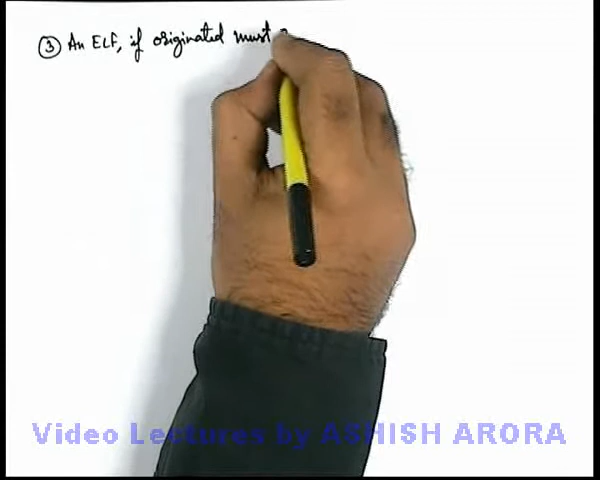 ③ An ELF, if originated must
Video Lectures by ASHISH ARORA